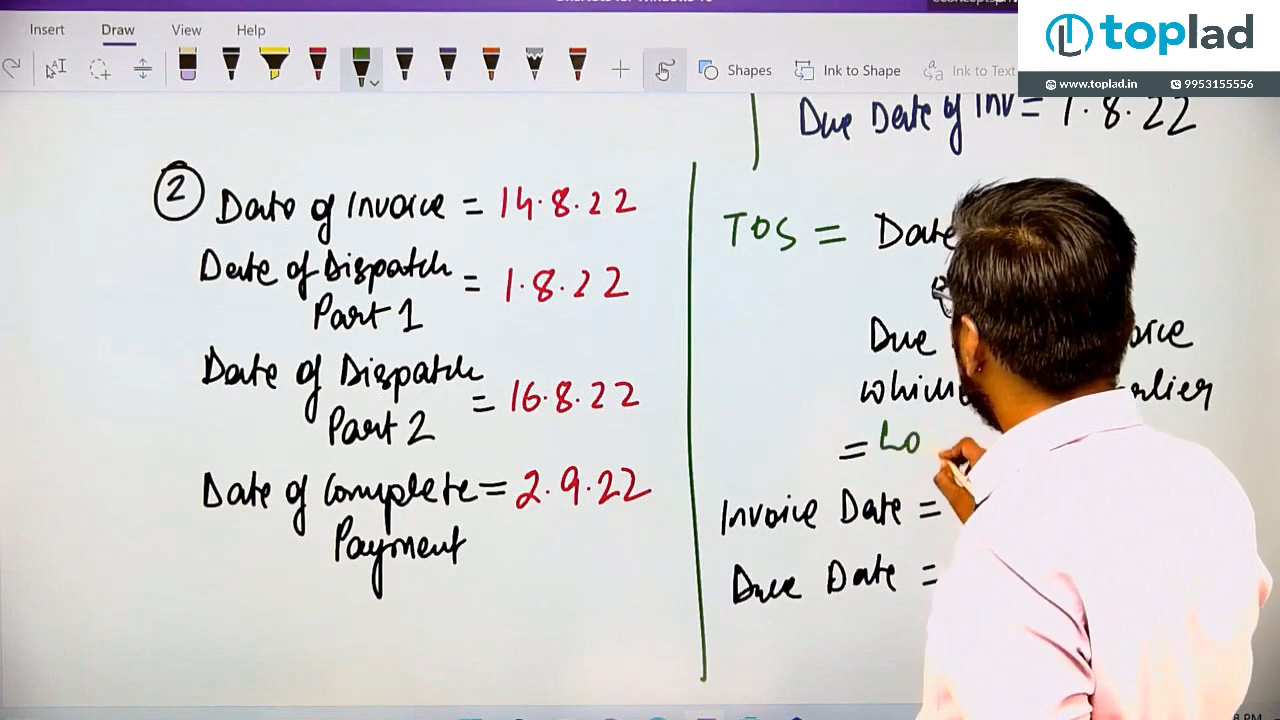 Insert Draw View Help
Shapes Ink to Shape Ink to Text
toplad
www.toplad.in 9953155556
Due Date of Inv = 1.8.22
2 Date of Invoice = 14.8.22
Date of Dispatch Part 1 = 1.8.22
Date of Dispatch Part 2 = 16.8.22
Date of Complete Payment = 2.9.22
TOS = Date
Due
which
= Lo
Invoice Date =
Due Date =
8 PM